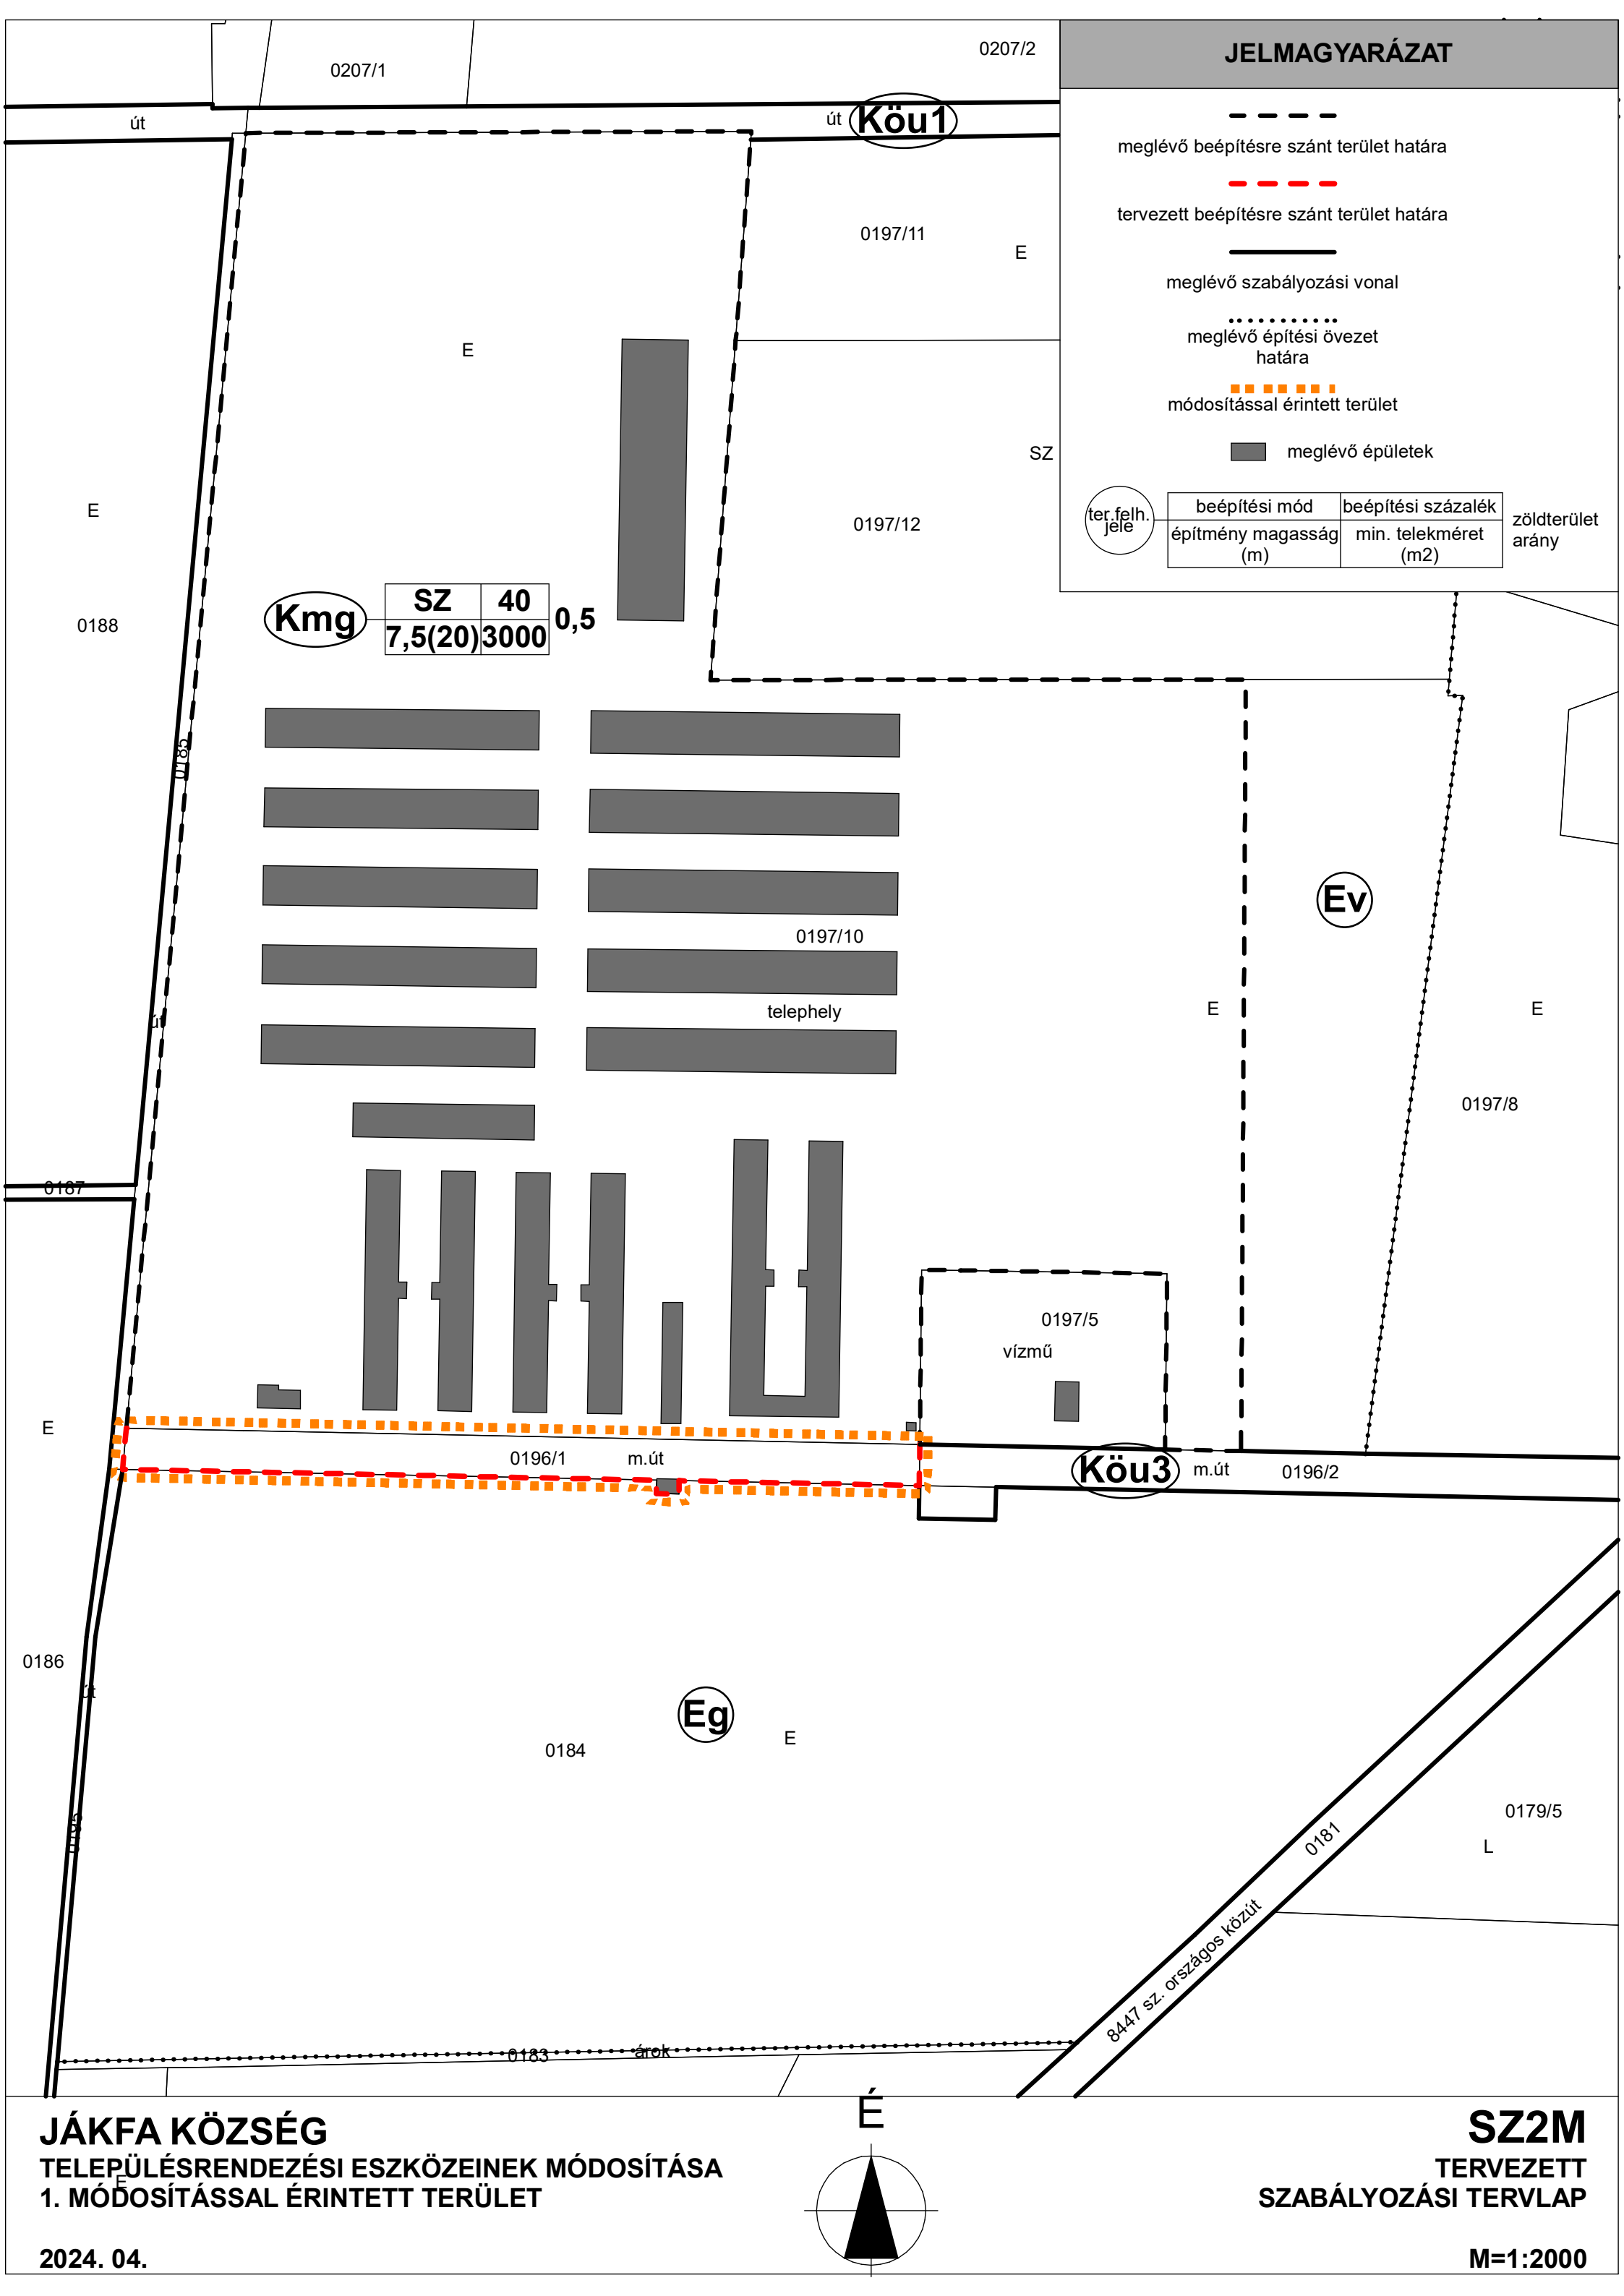 0207/2
JELMAGYARÁZAT
0207/1
út
út
Köu1
meglévő beépítésre szánt terület határa
tervezett beépítésre szánt terület határa
0197/11
E
meglévő szabályozási vonal
meglévő építési övezet
határa
E
módosítással érintett terület
SZ
meglévő épületek
E
0197/12
ter.felh.
jele
beépítési mód
beépítési százalék
építmény magasság
(m)
min. telekméret
(m2)
zöldterület
arány
0188
Kmg
SZ
40
7,5(20)
3000
0,5
0185
Ev
0197/10
telephely
út
E
E
0197/8
0187
0197/5
vízmű
E
0196/1
m.út
Köu3
m.út
0196/2
0186
út
Eg
E
0184
0195
0179/5
L
0181
8447 sz. országos közút
0183
árok
É
JÁKFA KÖZSÉG
TELEPÜLÉSRENDEZÉSI ESZKÖZEINEK MÓDOSÍTÁSA
E
1. MÓDOSÍTÁSSAL ÉRINTETT TERÜLET
2024. 04.
SZ2M
TERVEZETT
SZABÁLYOZÁSI TERVLAP
M=1:2000